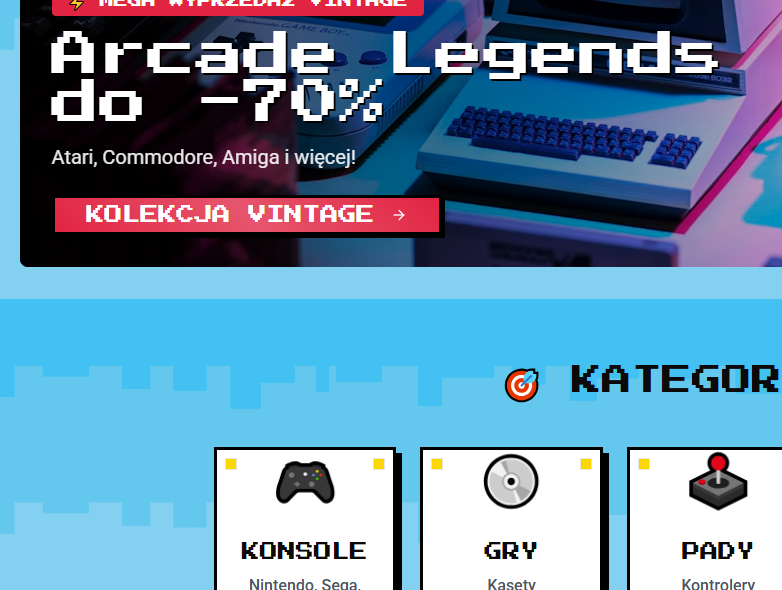 ⚡ MEGA WYPRZEDAŻ VINTAGE
Nintendo GAME BOY
Arcade Legends
do -70%
Atari, Commodore, Amiga i więcej!
KOLEKCJA VINTAGE →
KATEGOR
KONSOLE
GRY
PADY
Nintendo, Sega,
Kasety
Kontrolery